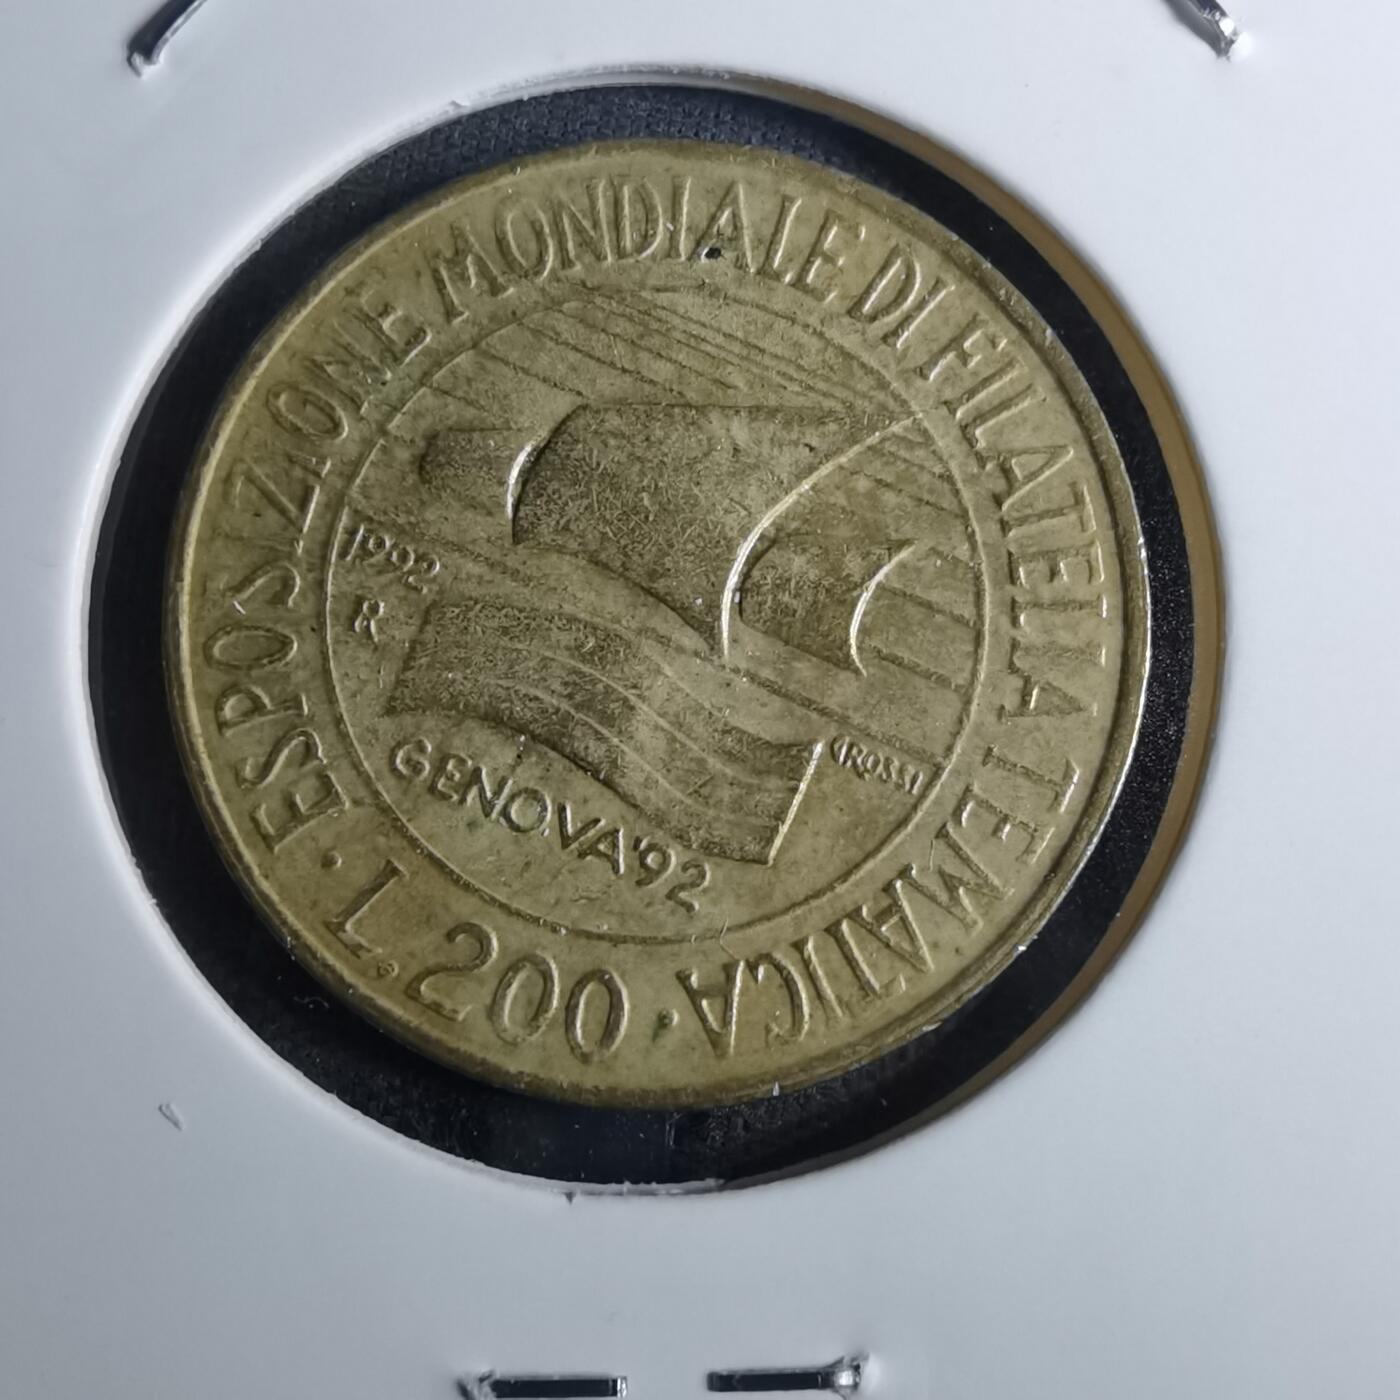 ESPOSIZIONE MONDIALE DI FILATELIA TEMATICA
L. 200
1992
R
GENOVA '92
C.ROSSI